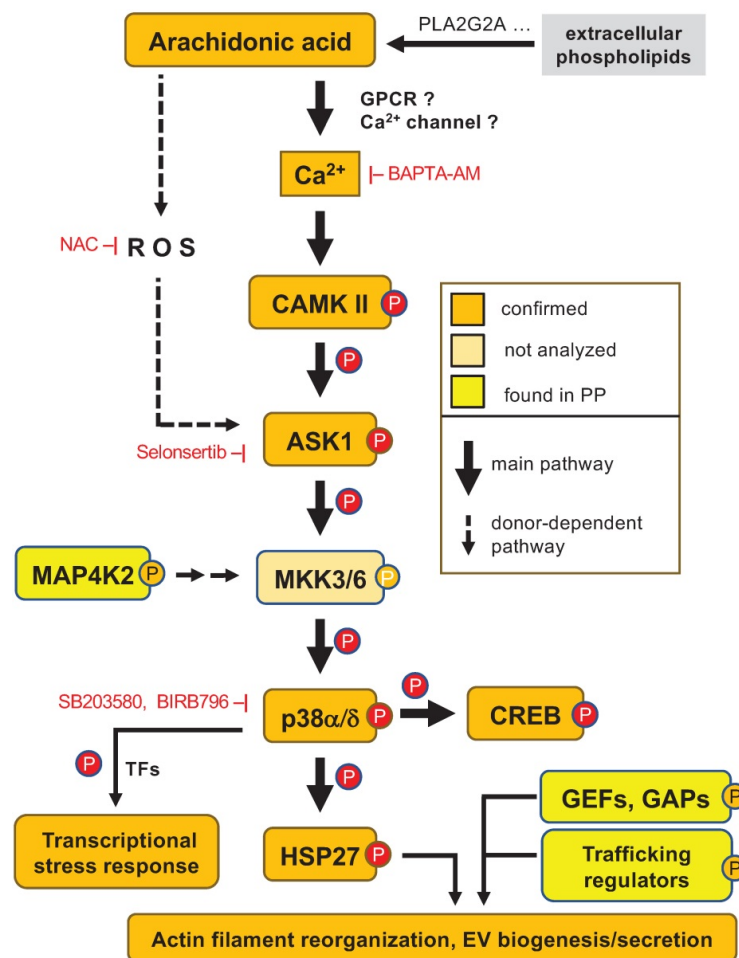 PLA2G2A ...
Arachidonic acid
extracellular
phospholipids
GPCR ?
Ca²⁺ channel ?
Ca²⁺
BAPTA-AM
NAC
ROS
CAMK II
P
confirmed
P
not analyzed
found in PP
ASK1
P
Selonsertib
main pathway
P
donor-dependent
pathway
MAP4K2
P
MKK3/6
P
P
SB203580, BIRB796
P
p38α/δ
P
CREB
P
P
TFs
P
GEFs, GAPs
P
Transcriptional
stress response
HSP27
P
Trafficking
regulators
P
Actin filament reorganization, EV biogenesis/secretion